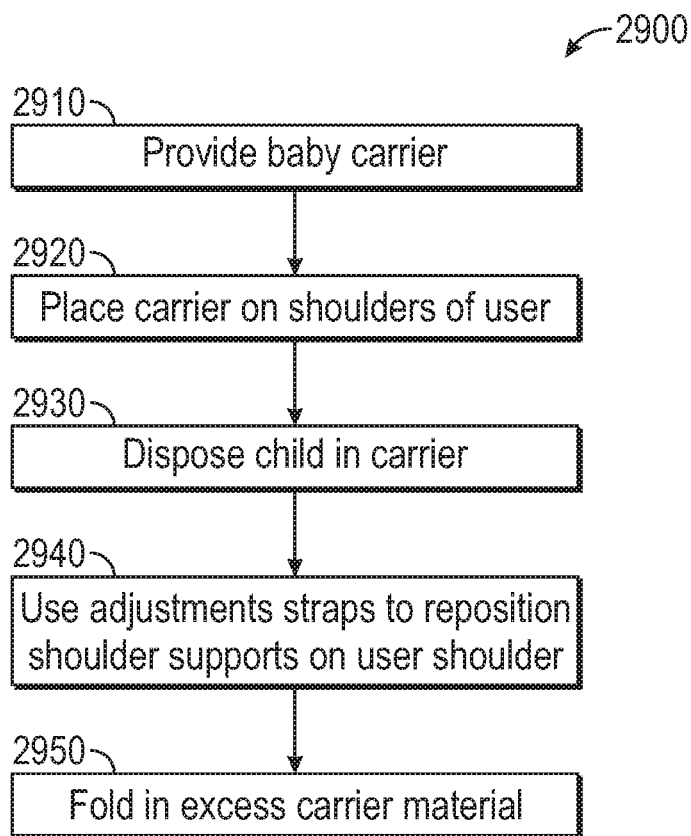 2900
2910
Provide baby carrier
2920
Place carrier on shoulders of user
2930
Dispose child in carrier
2940
Use adjustments straps to reposition
shoulder supports on user shoulder
2950
Fold in excess carrier material